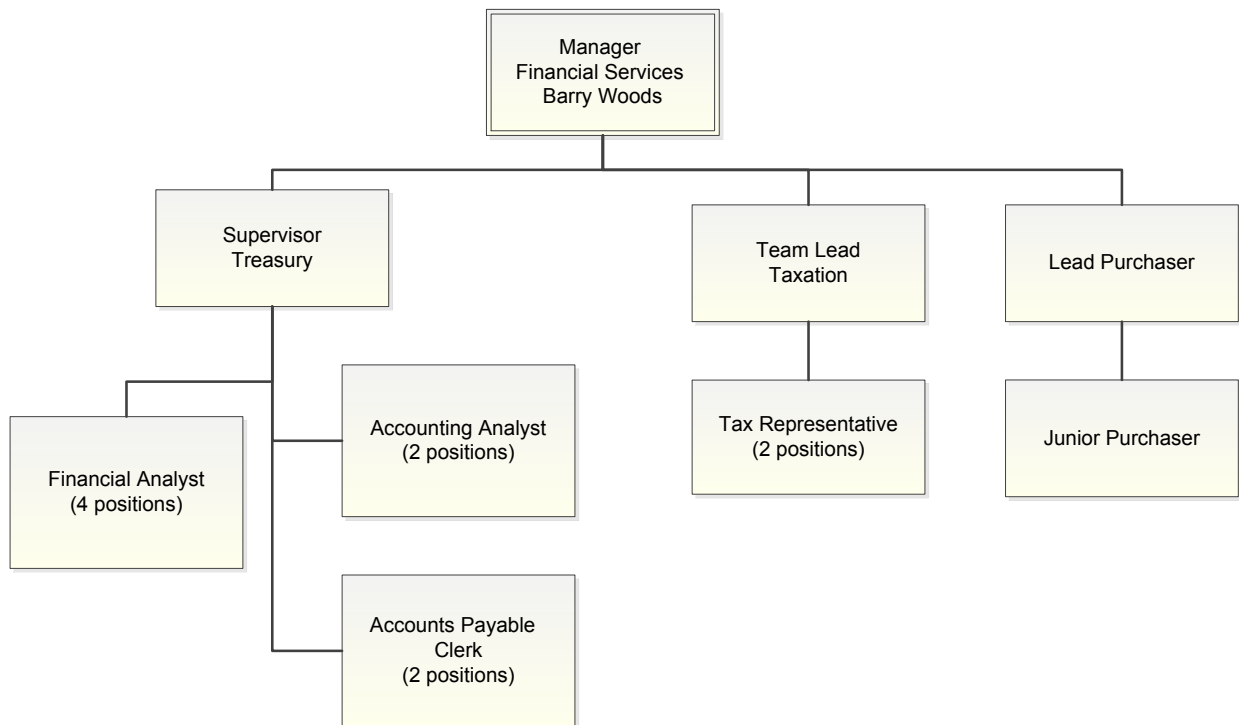 Manager
Financial Services
Barry Woods
Supervisor
Treasury
Team Lead
Taxation
Lead Purchaser
Financial Analyst
(4 positions)
Accounting Analyst
(2 positions)
Tax Representative
(2 positions)
Junior Purchaser
Accounts Payable
Clerk
(2 positions)